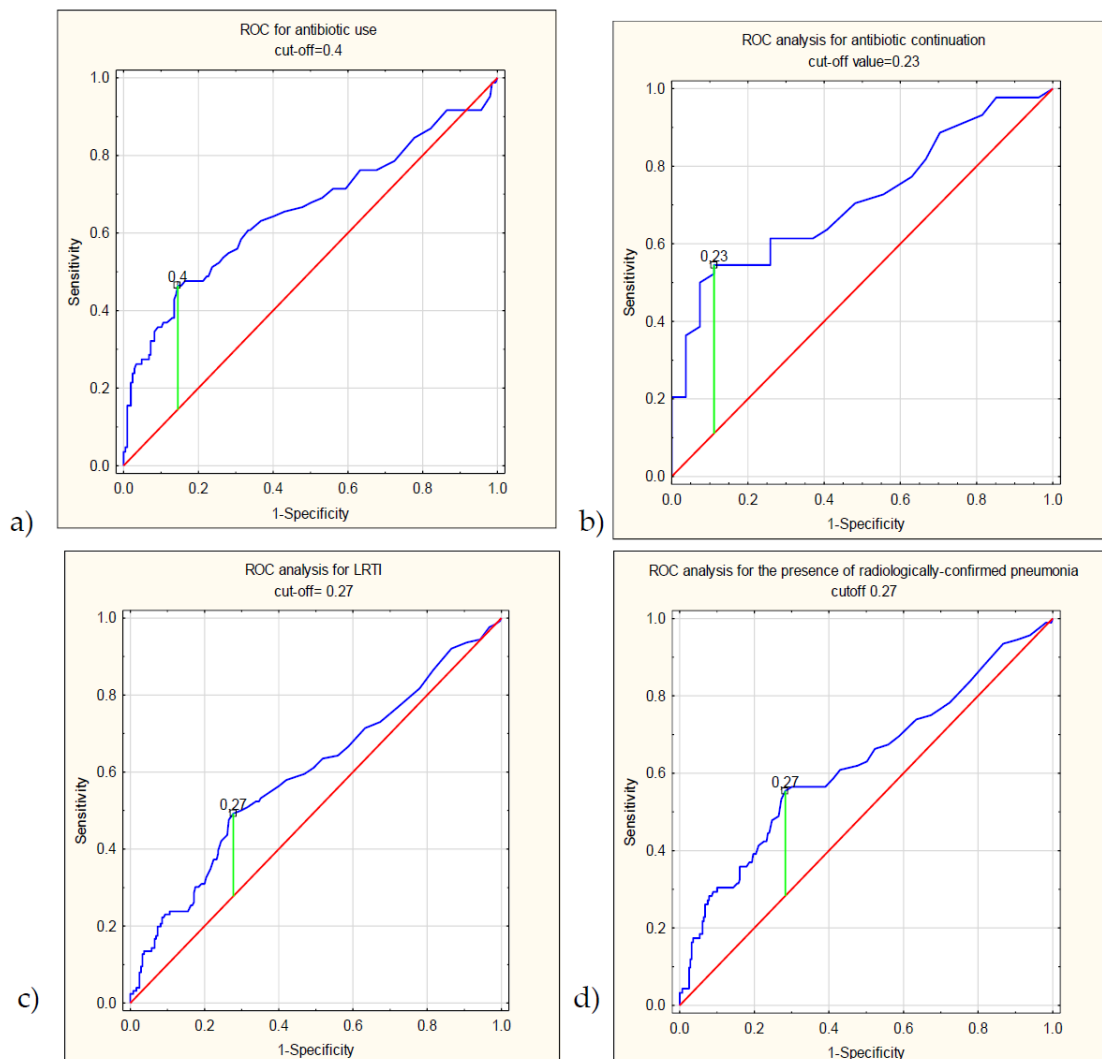 ROC for antibiotic use
cut-off=0.4
1.0
0.8
0.6
0.4
0.2
0.0
Sensitivity
0.4
0.0 0.2 0.4 0.6 0.8 1.0
1-Specificity
a)
ROC analysis for antibiotic continuation
cut-off value=0.23
1.0
0.8
0.6
0.4
0.2
0.0
Sensitivity
0.23
0.0 0.2 0.4 0.6 0.8 1.0
1-Specificity
b)
ROC analysis for LRTI
cut-off= 0.27
1.0
0.8
0.6
0.4
0.2
0.0
Sensitivity
0.27
0.0 0.2 0.4 0.6 0.8 1.0
1-Specificity
c)
ROC analysis for the presence of radiologically-confirmed pneumonia
cutoff 0.27
1.0
0.8
0.6
0.4
0.2
0.0
Sensitivity
0.27
0.0 0.2 0.4 0.6 0.8 1.0
1-Specificity
d)